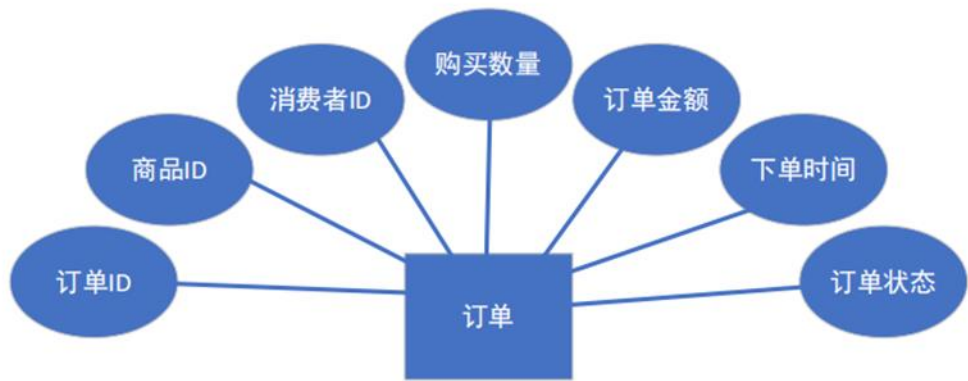 购买数量
消费者ID
订单金额
商品ID
下单时间
订单ID
订单状态
订单